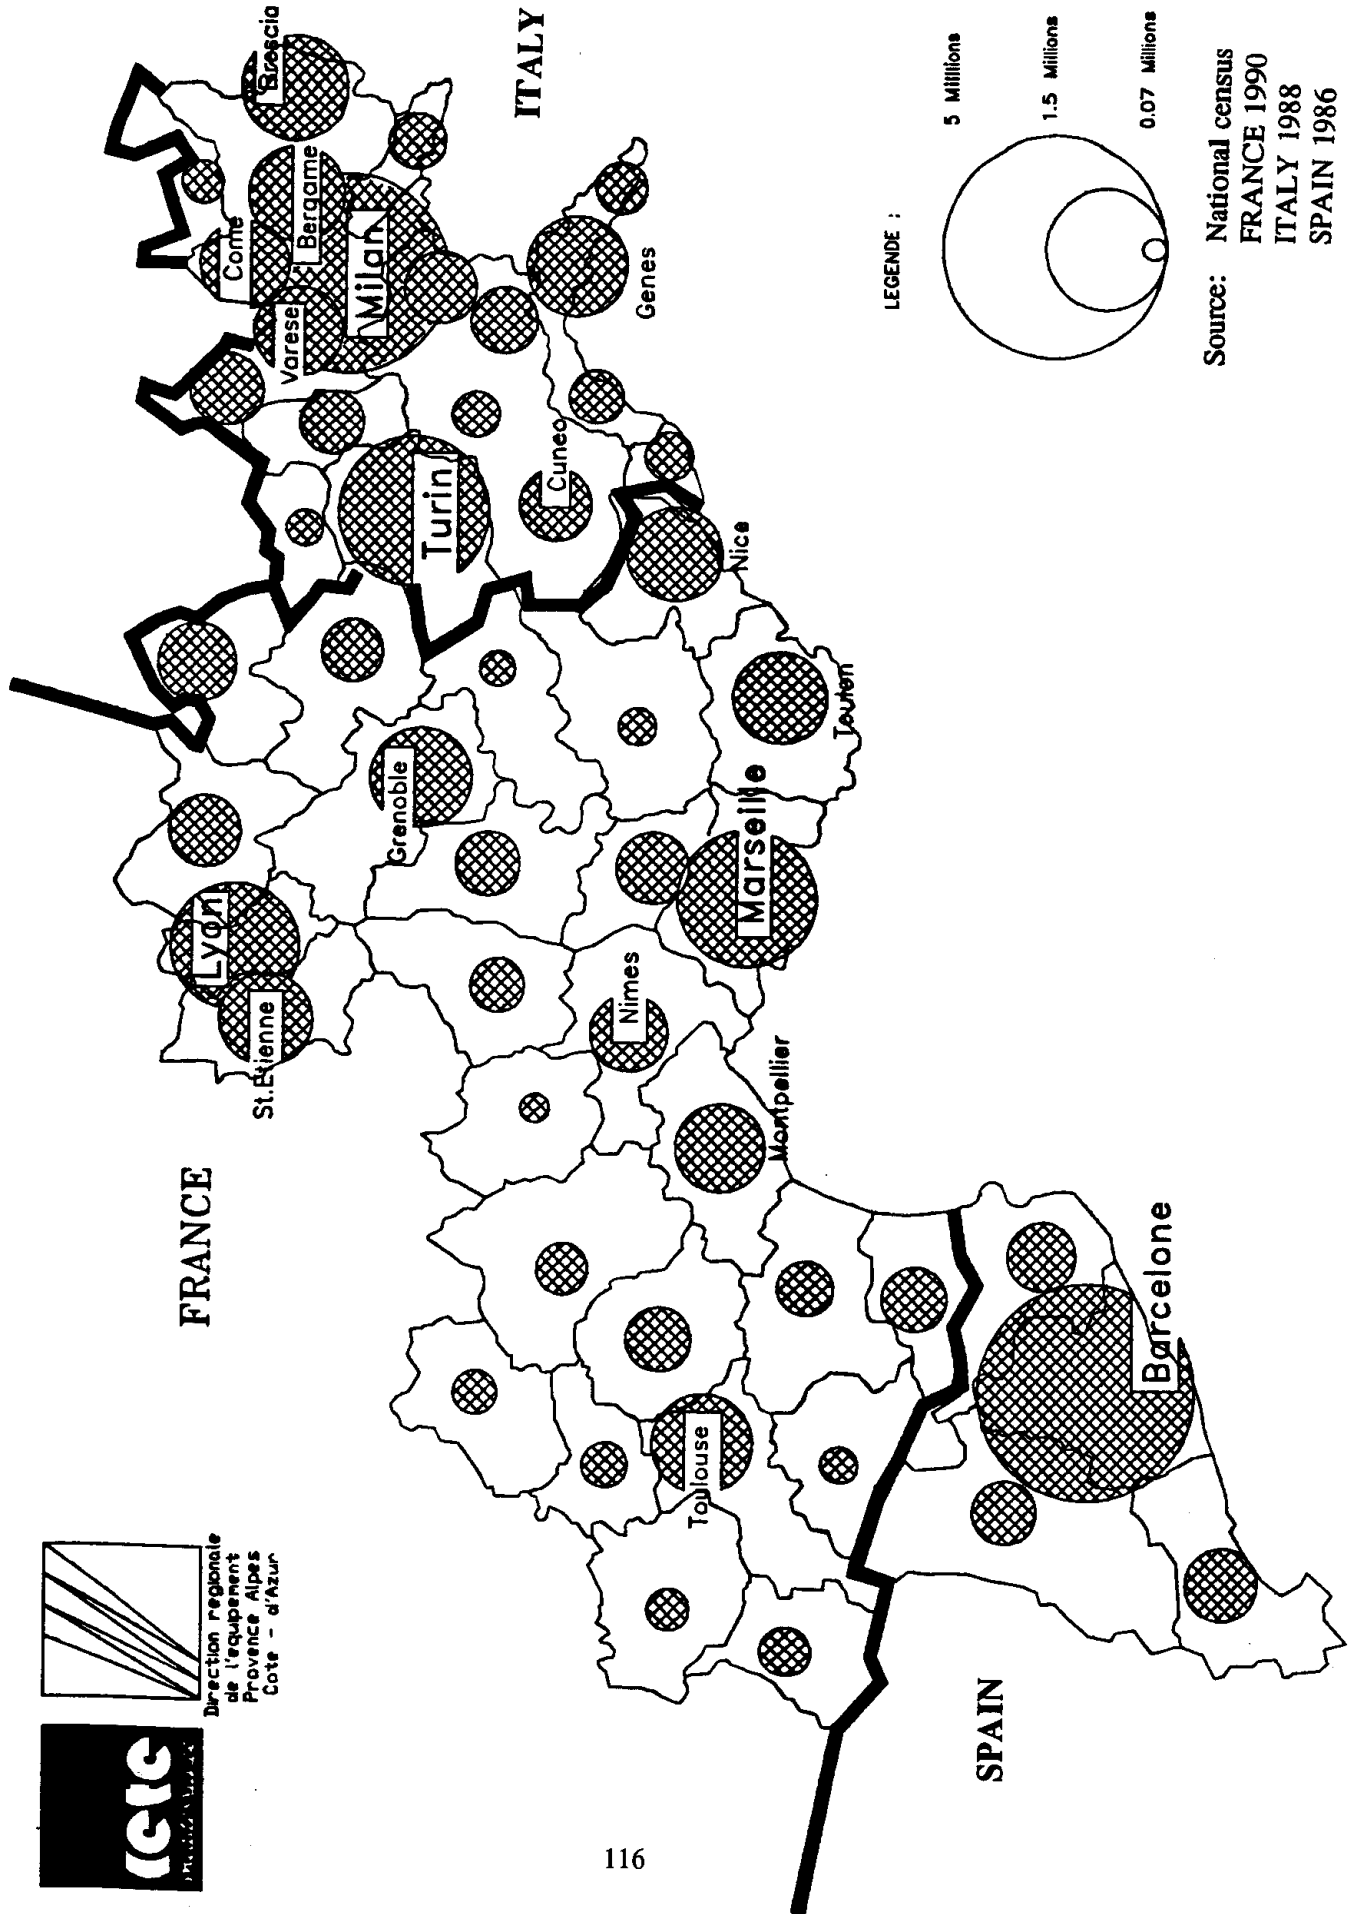 Direction regionale
de l'equipement
Provence Alpes
Cote - d'Azur
FRANCE
ITALY
SPAIN
Lyon
St.Etienne
Grenoble
Nimes
Montpellier
Marseille
Toulon
Nice
Toulouse
Barcelone
Turin
Cuneo
Varese
Come
Bergame
Milan
Brescia
Genes
LEGENDE :
5 Millions
1.5 Millions
0.07 Millions
Source: National census
FRANCE 1990
ITALY 1988
SPAIN 1986
116